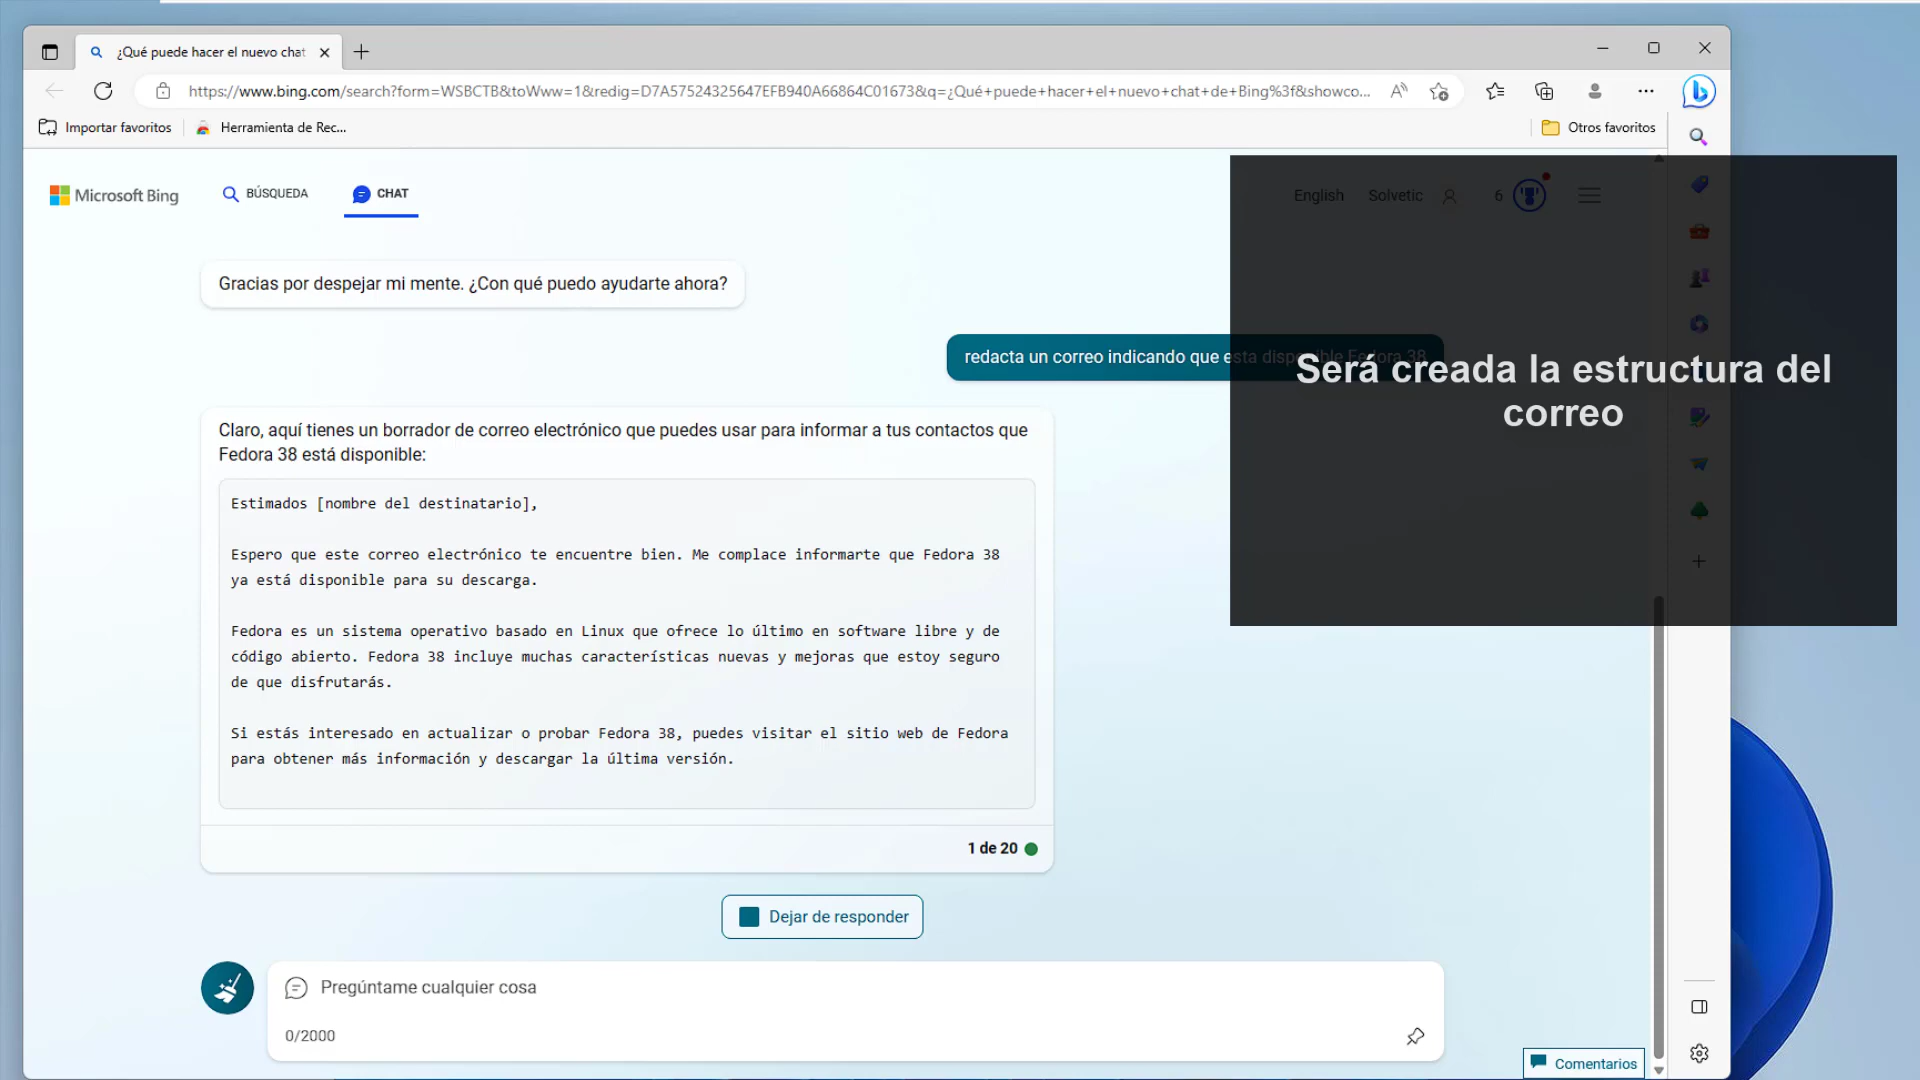 ¿Qué puede hacer el nuevo chat
https://www.bing.com/search?form=WSBCTB&toWww=1&redig=D7A57524325647EFB940A66864C01673&q=¿Qué+puede+hacer+el+nuevo+chat+de+Bing%3f&showco...
Importar favoritos
Herramienta de Rec...
Otros favoritos
Microsoft Bing
BÚSQUEDA
CHAT
English
Solvetic
6
Gracias por despejar mi mente. ¿Con qué puedo ayudarte ahora?
redacta un correo indicando que esta disponible Fedora 38
Será creada la estructura del
correo
Claro, aquí tienes un borrador de correo electrónico que puedes usar para informar a tus contactos que
Fedora 38 está disponible:
Estimados [nombre del destinatario],
Espero que este correo electrónico te encuentre bien. Me complace informarte que Fedora 38
ya está disponible para su descarga.
Fedora es un sistema operativo basado en Linux que ofrece lo último en software libre y de
código abierto. Fedora 38 incluye muchas características nuevas y mejoras que estoy seguro
de que disfrutarás.
Si estás interesado en actualizar o probar Fedora 38, puedes visitar el sitio web de Fedora
para obtener más información y descargar la última versión.
1 de 20
Dejar de responder
Pregúntame cualquier cosa
0/2000
Comentarios